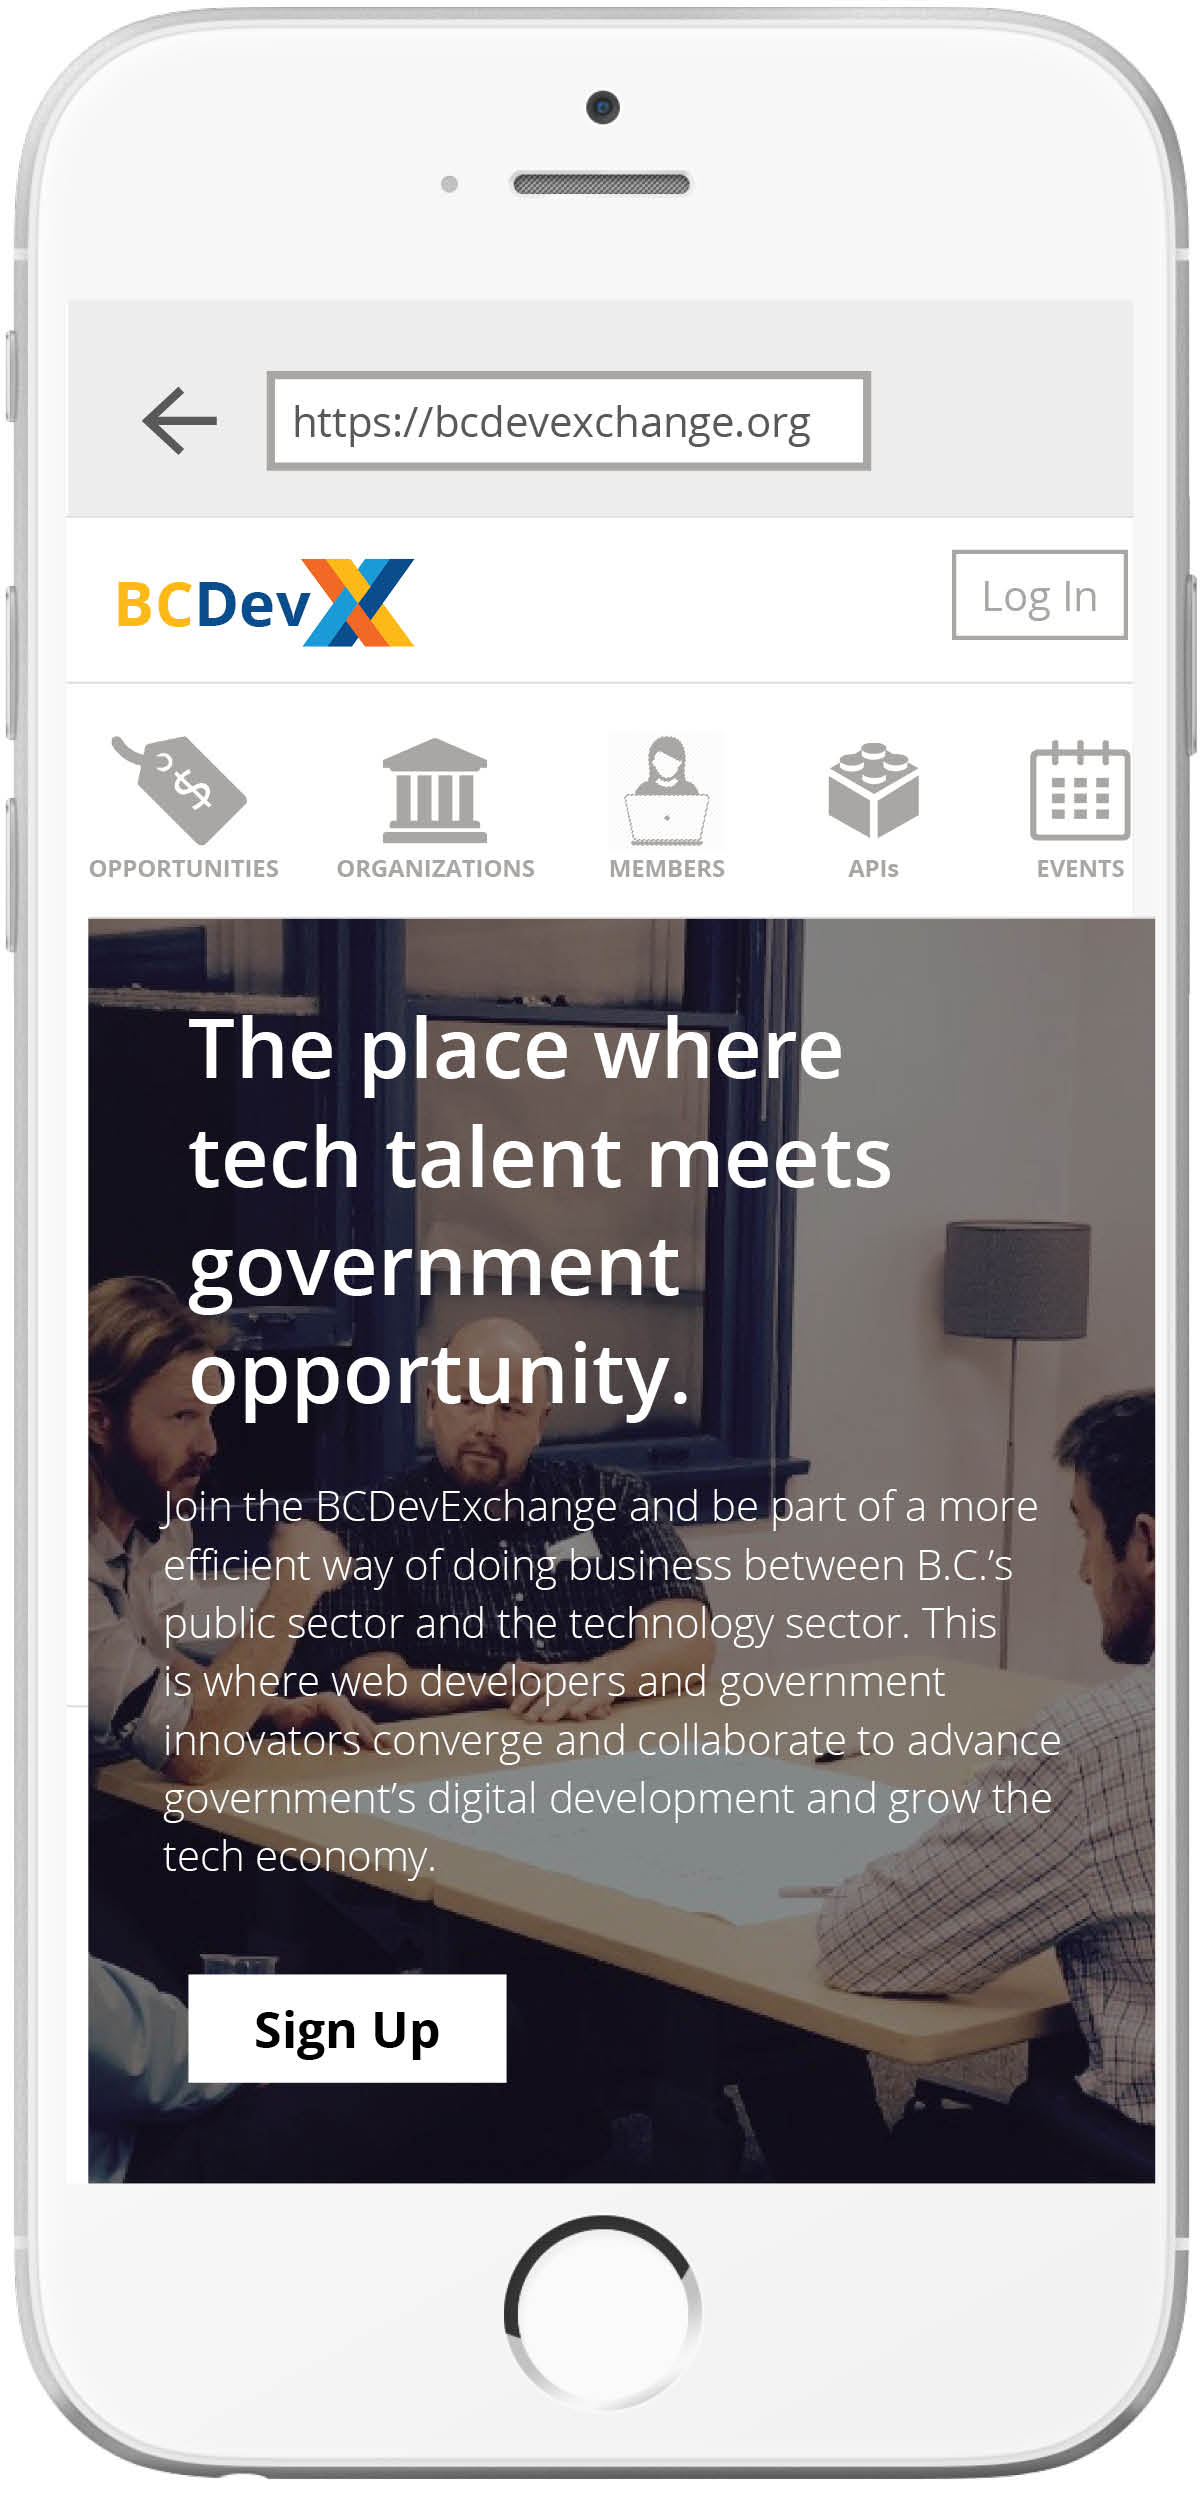 https://bcdevexchange.org
BCDevX
Log In
OPPORTUNITIES ORGANIZATIONS MEMBERS APIs EVENTS
The place where
tech talent meets
government
opportunity.
Join the BCDevExchange and be part of a more
efficient way of doing business between B.C.’s
public sector and the technology sector. This
is where web developers and government
innovators converge and collaborate to advance
government’s digital development and grow the
tech economy.
Sign Up